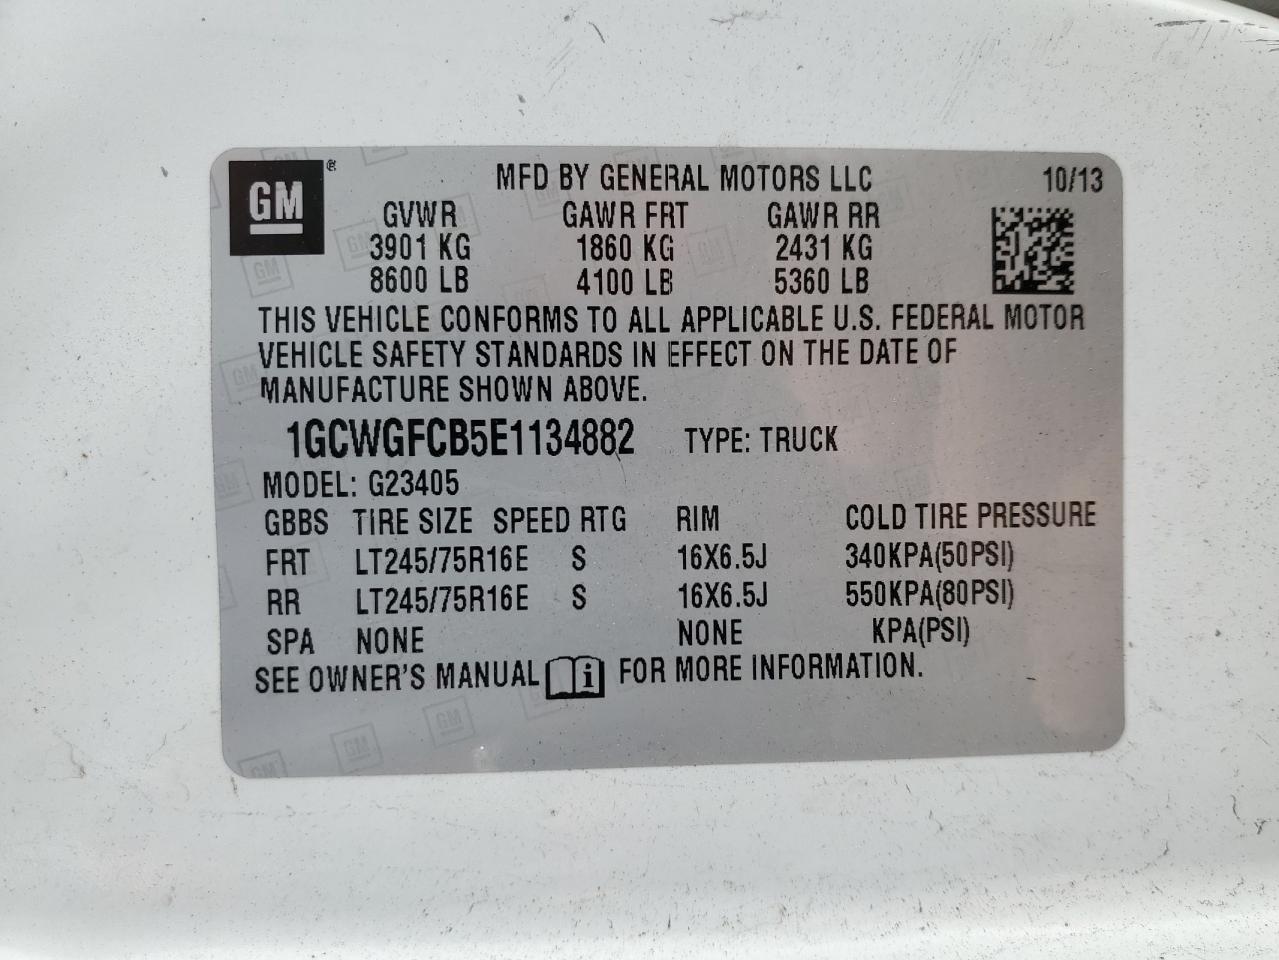 GM ® MFD BY GENERAL MOTORS LLC 10/13
GVWR GAWR FRT GAWR RR
3901 KG 1860 KG 2431 KG
8600 LB 4100 LB 5360 LB
THIS VEHICLE CONFORMS TO ALL APPLICABLE U.S. FEDERAL MOTOR
VEHICLE SAFETY STANDARDS IN EFFECT ON THE DATE OF
MANUFACTURE SHOWN ABOVE.
1GCWGFCB5E1134882 TYPE: TRUCK
MODEL: G23405
GBBS TIRE SIZE SPEED RTG RIM COLD TIRE PRESSURE
FRT LT245/75R16E S 16X6.5J 340KPA(50PSI)
RR LT245/75R16E S 16X6.5J 550KPA(80PSI)
SPA NONE NONE KPA(PSI)
SEE OWNER'S MANUAL i FOR MORE INFORMATION.